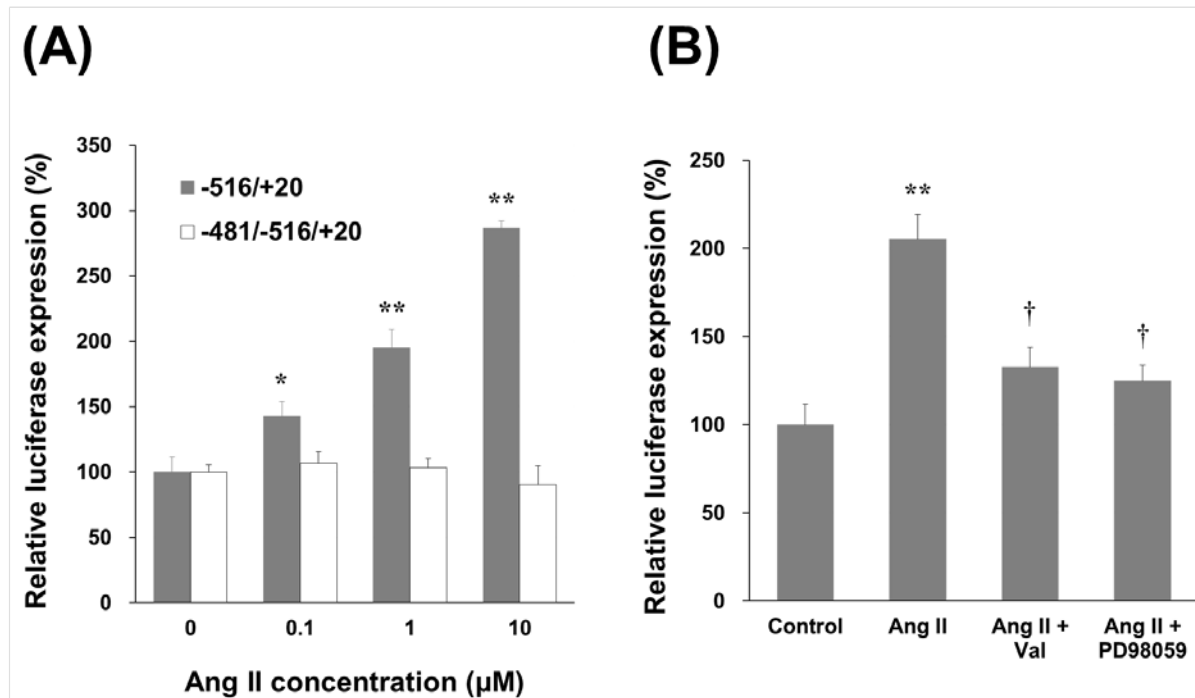 (A)
Relative luciferase expression (%)
350
300
250
200
150
100
50
0
-516/+20
-481/-516/+20
*
**
**
0 0.1 1 10
Ang II concentration (µM)
(B)
Relative luciferase expression (%)
250
200
150
100
50
0
**
†
†
Control Ang II Ang II + Ang II +
Val PD98059